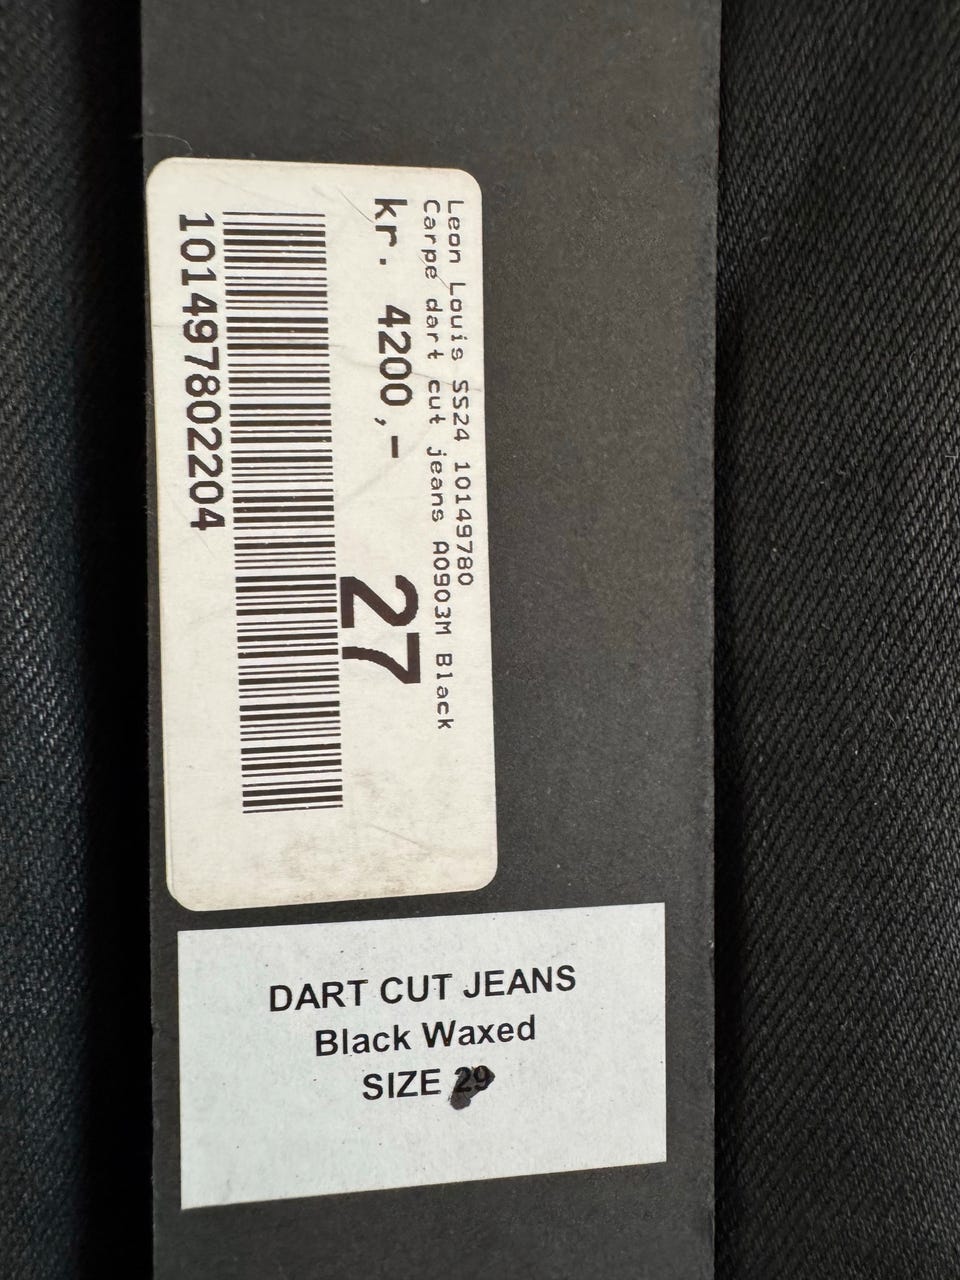 Leon Louis SS24 10149780
Carpe dart cut jeans A0903M Black
kr. 4200,-
27
101497802204
DART CUT JEANS
Black Waxed
SIZE 29